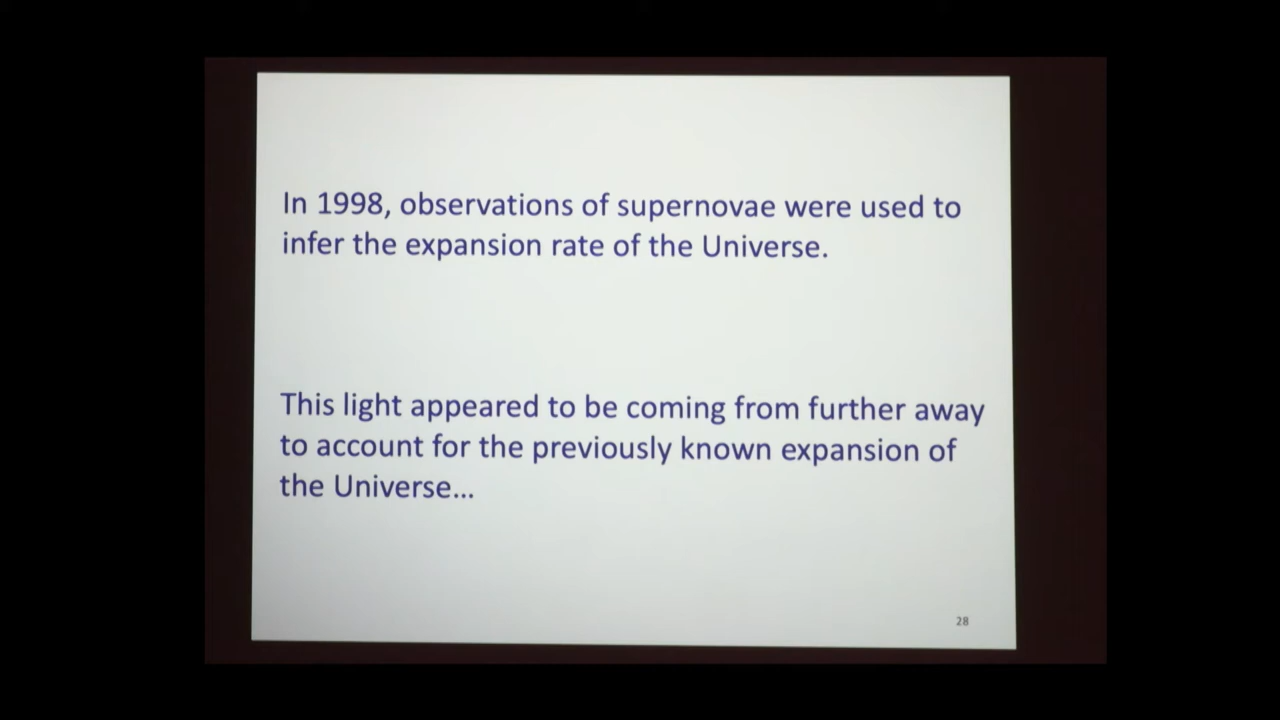 In 1998, observations of supernovae were used to
infer the expansion rate of the Universe.
This light appeared to be coming from further away
to account for the previously known expansion of
the Universe...
28